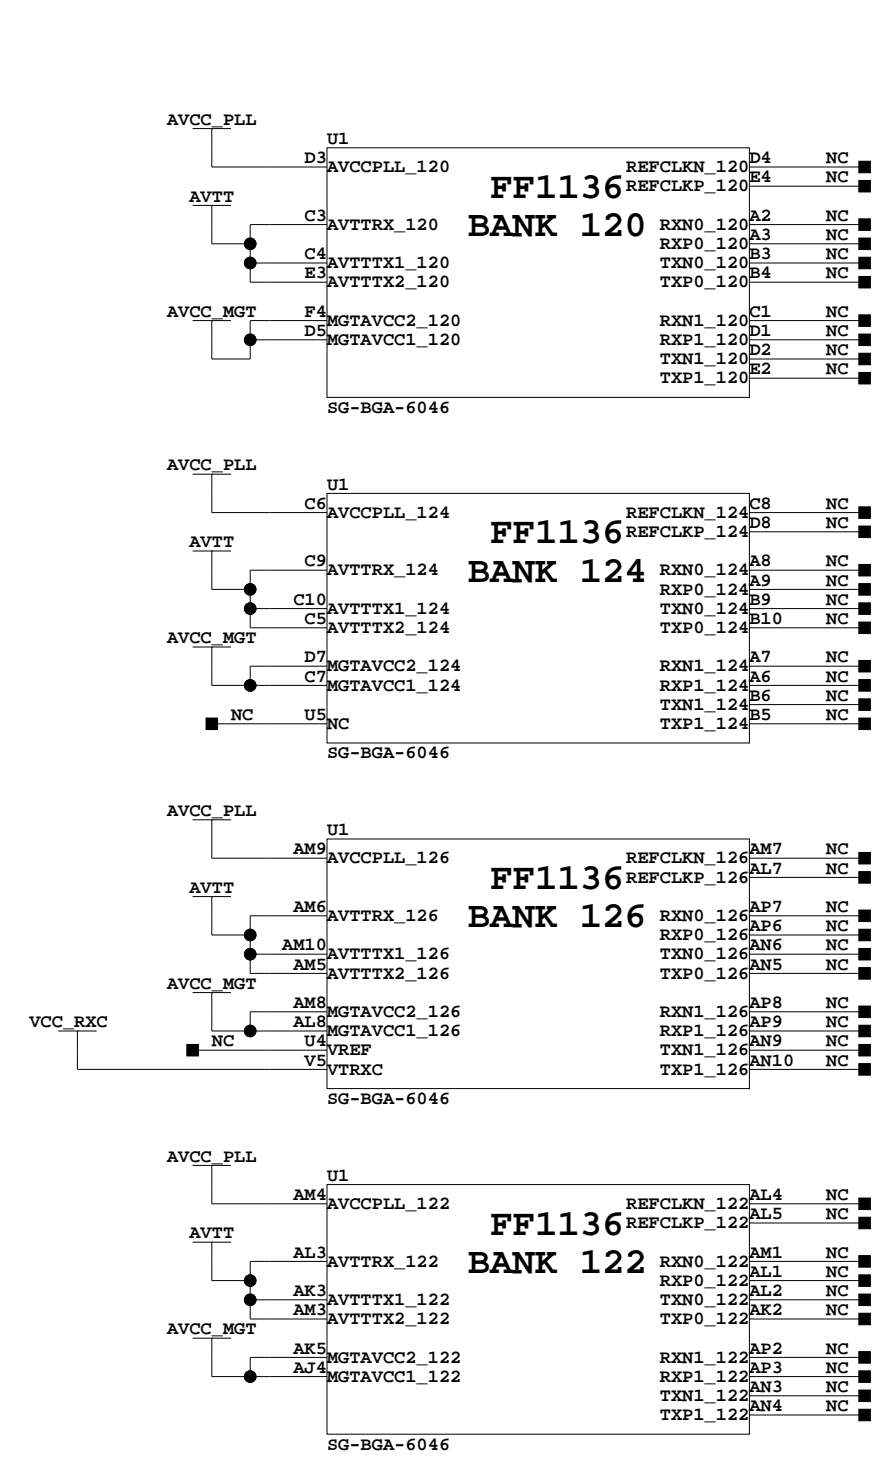 AVCC_PLL
U1
D3 AVCCPLL_120 REFCLKN_120 D4 NC
FF1136 REFCLKP_120 E4 NC
AVTT
C3 AVTTRX_120 BANK 120 RXN0_120 A2 NC
RXP0_120 A3 NC
C4 AVTTTX1_120 TXN0_120 B3 NC
E3 AVTTTX2_120 TXP0_120 B4 NC
AVCC_MGT F4 MGTAVCC2_120 RXN1_120 C1 NC
D5 MGTAVCC1_120 RXP1_120 D1 NC
TXN1_120 D2 NC
TXP1_120 E2 NC
SG-BGA-6046
AVCC_PLL
U1
C6 AVCCPLL_124 REFCLKN_124 C8 NC
FF1136 REFCLKP_124 D8 NC
AVTT
C9 AVTTRX_124 BANK 124 RXN0_124 A8 NC
RXP0_124 A9 NC
C10 AVTTTX1_124 TXN0_124 B9 NC
C5 AVTTTX2_124 TXP0_124 B10 NC
AVCC_MGT
D7 MGTAVCC2_124 RXN1_124 A7 NC
C7 MGTAVCC1_124 RXP1_124 A6 NC
TXN1_124 B6 NC
NC U5 NC TXP1_124 B5 NC
SG-BGA-6046
AVCC_PLL
U1
AM9 AVCCPLL_126 REFCLKN_126 AM7 NC
FF1136 REFCLKP_126 AL7 NC
AVTT
AM6 AVTTRX_126 BANK 126 RXN0_126 AP7 NC
RXP0_126 AP6 NC
AM10 AVTTTX1_126 TXN0_126 AN6 NC
AM5 AVTTTX2_126 TXP0_126 AN5 NC
AVCC_MGT
AM8 MGTAVCC2_126 RXN1_126 AP8 NC
VCC_RXC AL8 MGTAVCC1_126 RXP1_126 AP9 NC
NC U4 VREF TXN1_126 AN9 NC
V5 VTRXC TXP1_126 AN10 NC
SG-BGA-6046
AVCC_PLL
U1
AM4 AVCCPLL_122 REFCLKN_122 AL4 NC
FF1136 REFCLKP_122 AL5 NC
AVTT
AL3 AVTTRX_122 BANK 122 RXN0_122 AM1 NC
RXP0_122 AL1 NC
AK3 AVTTTX1_122 TXN0_122 AL2 NC
AM3 AVTTTX2_122 TXP0_122 AK2 NC
AVCC_MGT
AK5 MGTAVCC2_122 RXN1_122 AP2 NC
AJ4 MGTAVCC1_122 RXP1_122 AP3 NC
TXN1_122 AN3 NC
TXP1_122 AN4 NC
SG-BGA-6046